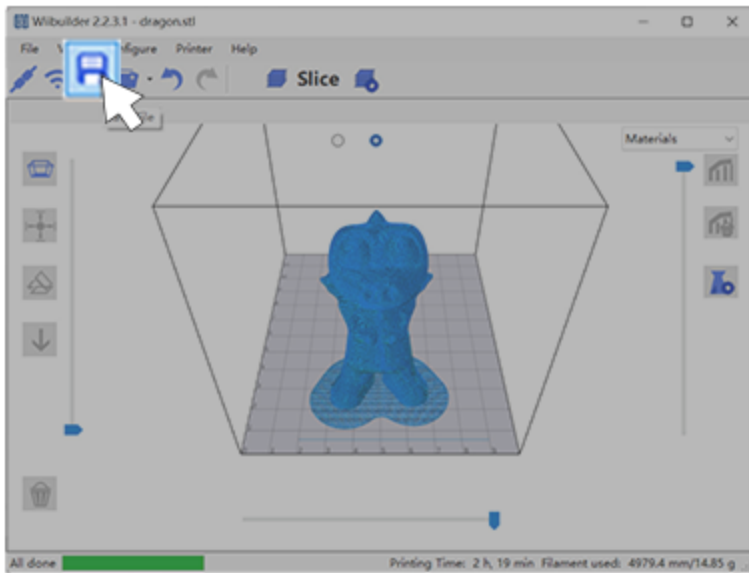 Wiibuilder 2.2.3.1 - dragon.stl
File Printer Help
Slice
Materials
All done Printing Time: 2 h, 19 min Filament used: 4979.4 mm/14.85 g